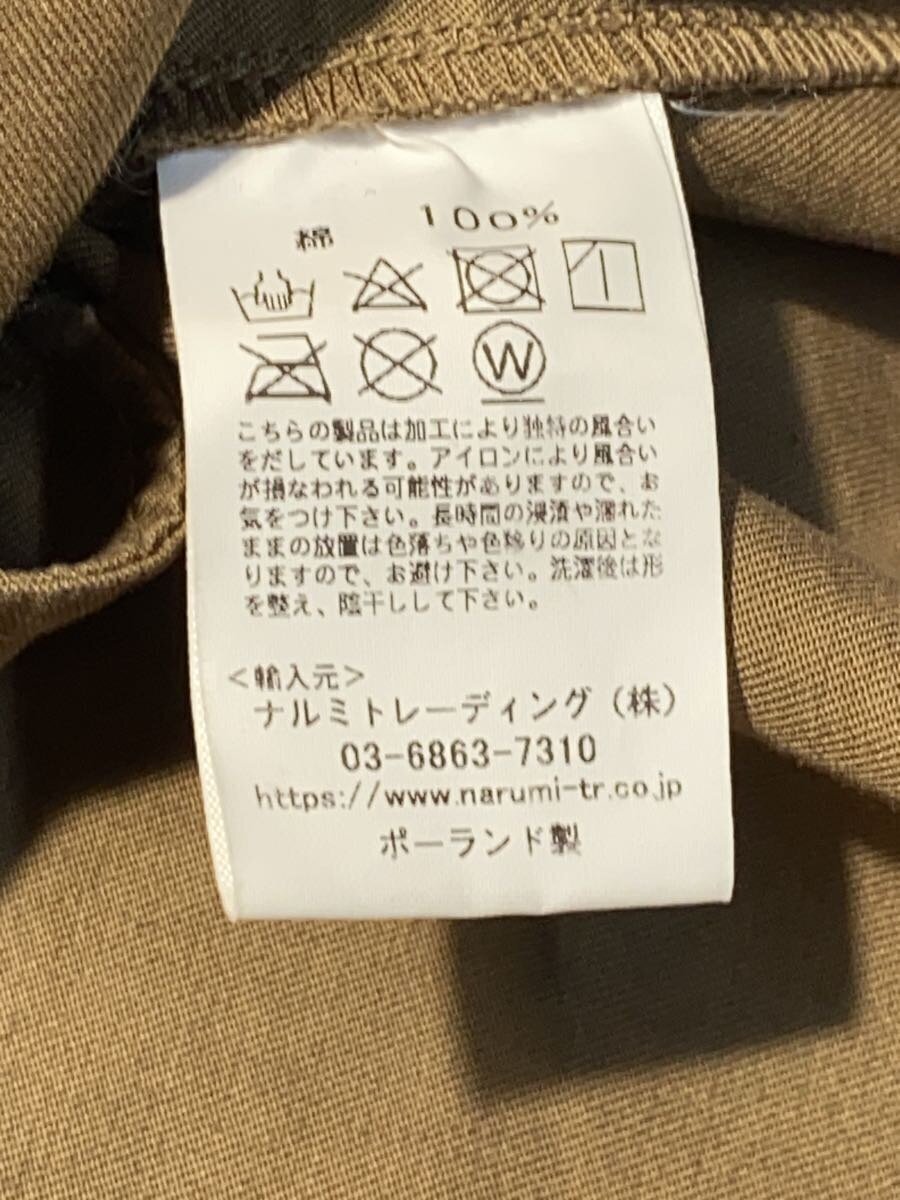 綿 100%
W
こちらの製品は加工により独特の風合い
をだしています。アイロンにより風合い
が損なわれる可能性がありますので、お
気をつけ下さい。長時間の浸漬や濡れた
ままの放置は色落ちや色移りの原因とな
りますので、お避け下さい。洗濯後は形
を整え、陰干しして下さい。
<輸入元>
ナルミトレーディング(株)
03-6863-7310
https://www.narumi-tr.co.jp
ポーランド製